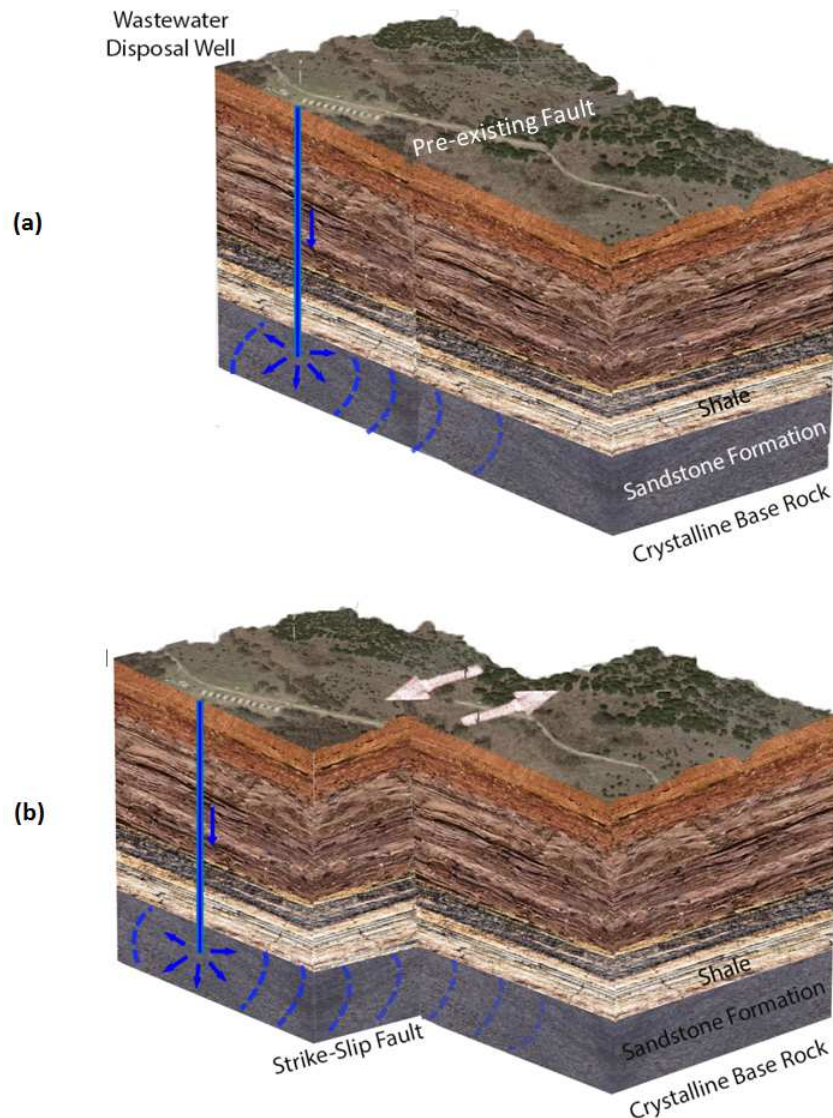 Wastewater
Disposal Well
Pre-existing Fault
(a)
Shale
Sandstone Formation
Crystalline Base Rock
(b)
Shale
Sandstone Formation
Strike-Slip Fault
Crystalline Base Rock